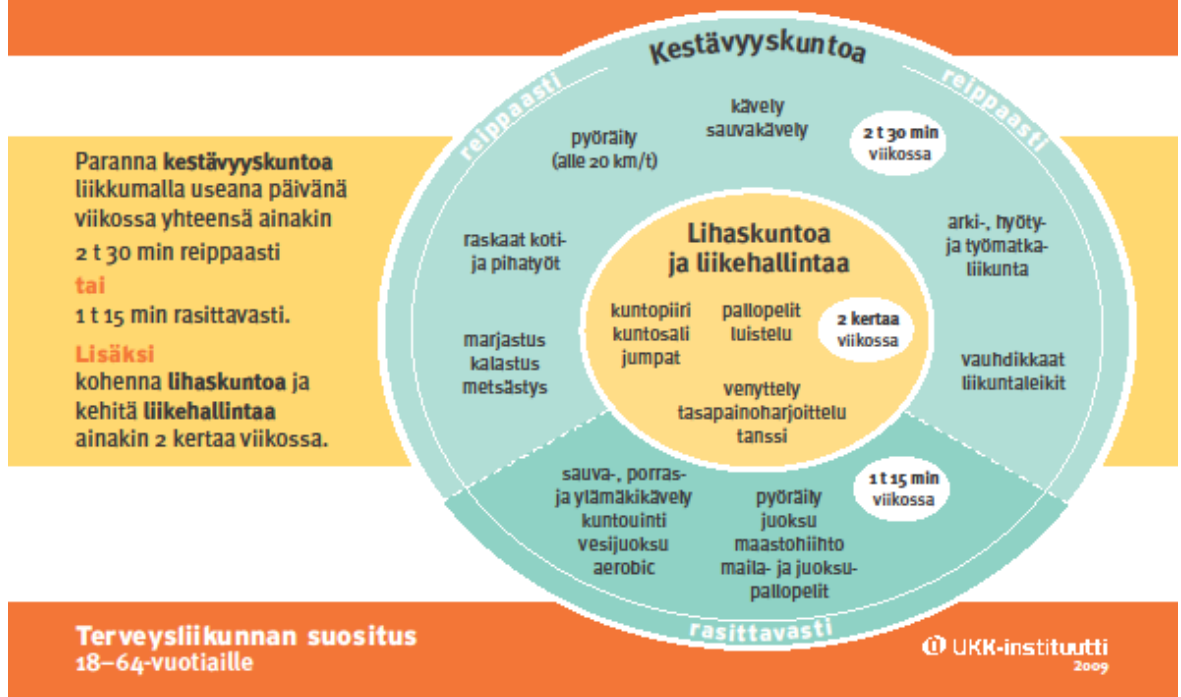 Paranna kestävyyskuntoa
liikkumalla useana päivänä
viikossa yhteensä ainakin
2 t 30 min reippaasti
tai
1 t 15 min rasittavasti.
Lisäksi
kohenna lihaskuntoa ja
kehitä liikehallintaa
ainakin 2 kertaa viikossa.
Kestävyyskuntoa
reippaasti
reippaasti
kävely
sauvakävely
2 t 30 min
viikossa
pyöräily
(alle 20 km/t)
raskaat koti-
ja pihatyöt
arki-, hyöty-
ja työmatka-
liikunta
marjastus
kalastus
metsästys
vauhdikkaat
liikuntaleikit
Lihaskuntoa
ja liikehallintaa
kuntopiiri
kuntosali
jumpat
pallopelit
luistelu
2 kertaa
viikossa
venyttely
tasapainoharjoittelu
tanssi
sauva-, porras-
ja ylämäkikävely
kuntouinti
vesijuoksu
aerobic
pyöräily
juoksu
maastohiihto
maila- ja juoksu-
pallopelit
1 t 15 min
viikossa
rasittavasti
Terveysliikunnan suositus
18–64-vuotiaille
UKK-instituutti
2009